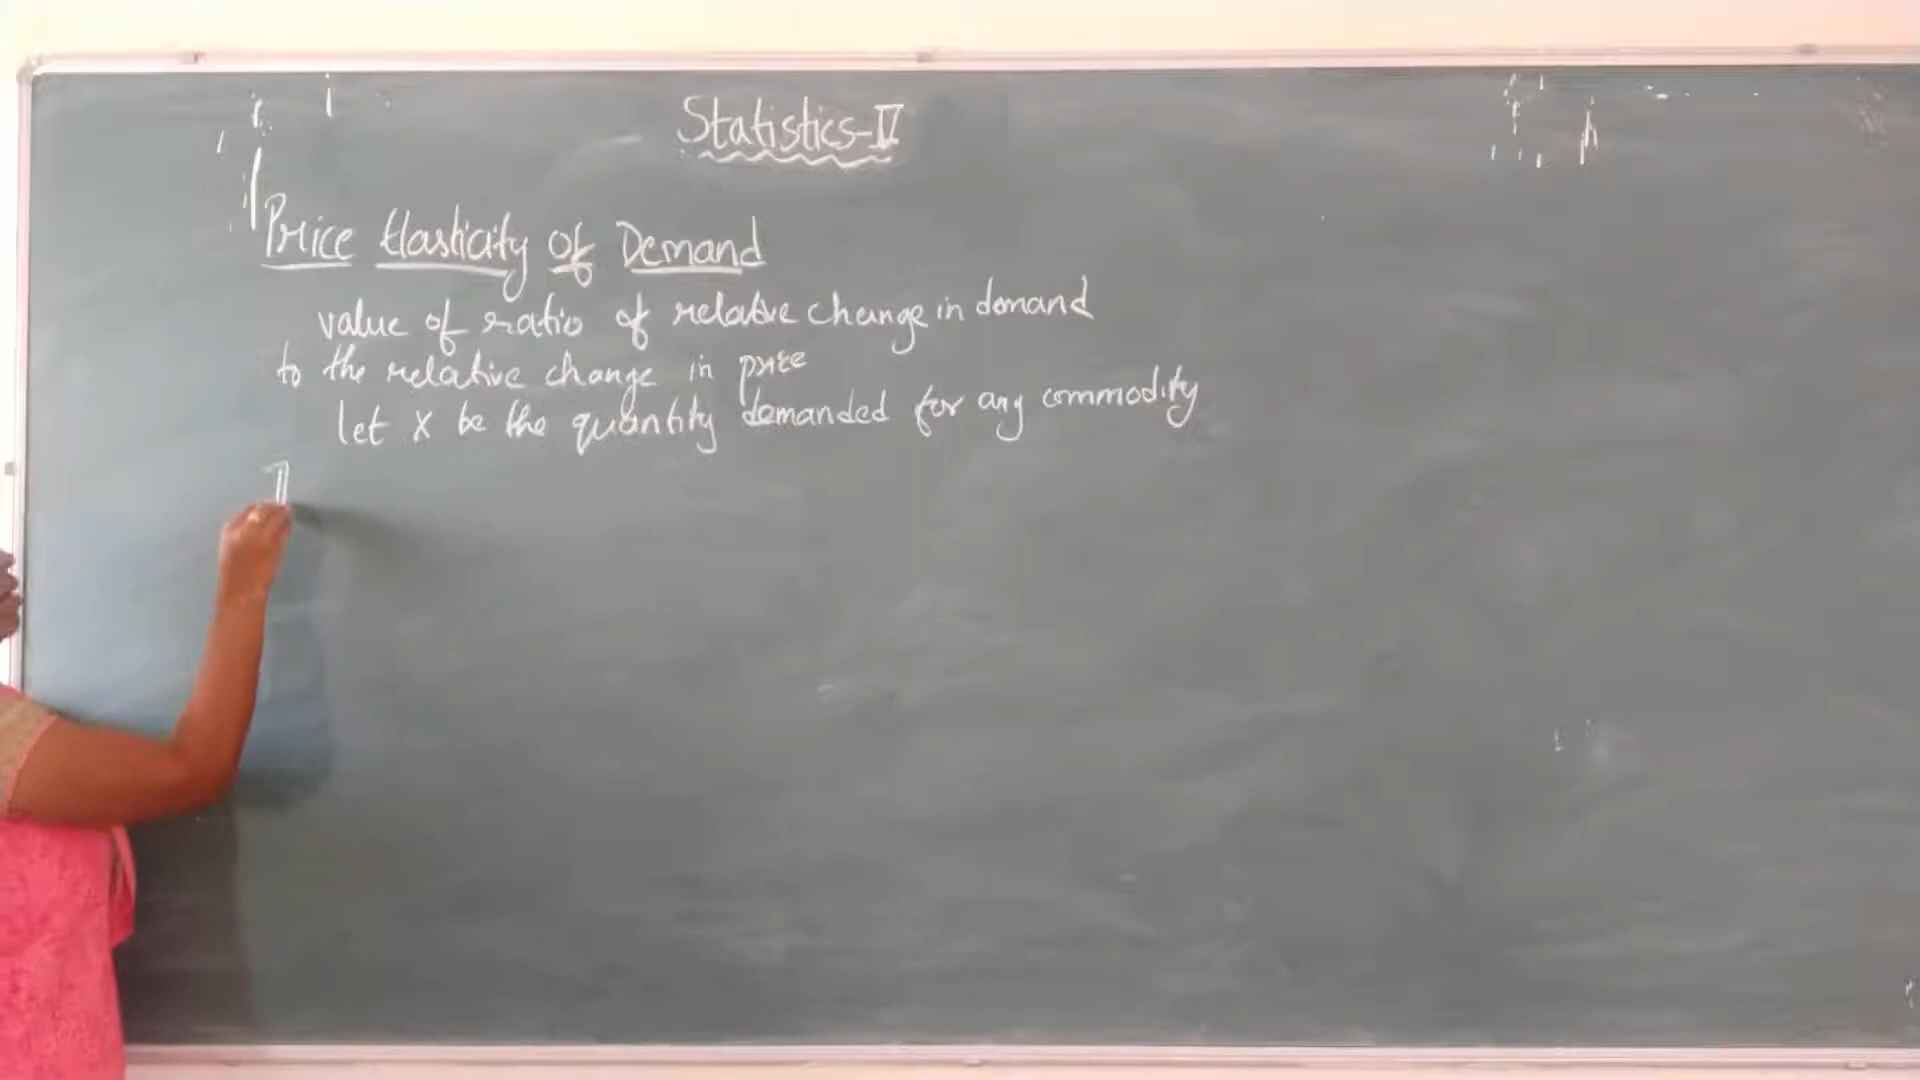 Statistics-IV
Price Elasticity of Demand
value of ratio of relative change in demand
to the relative change in price
let x be the quantity demanded for any commodity